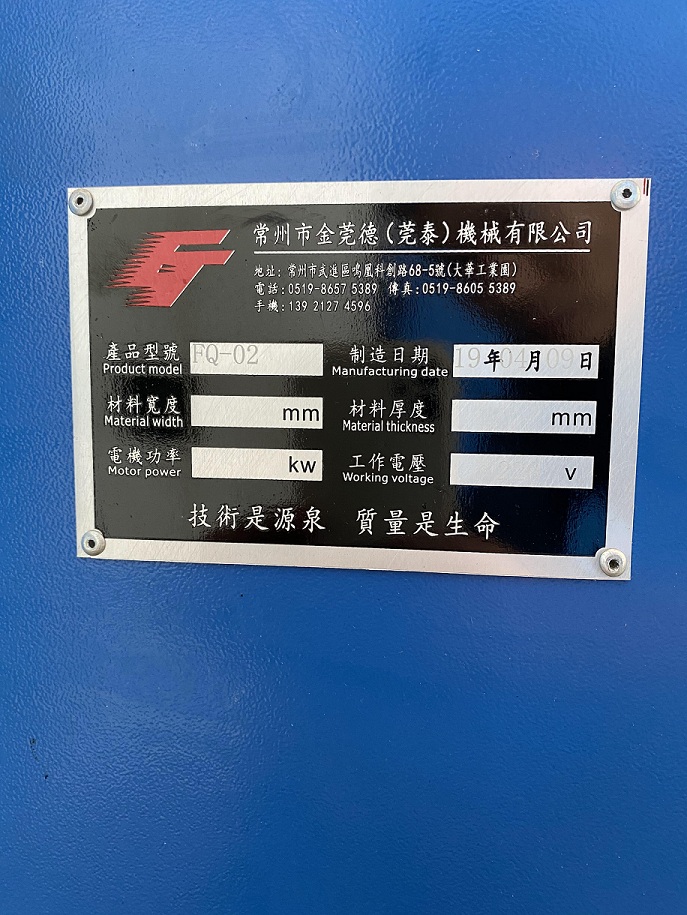 常州市金莞德(莞泰)機械有限公司
地址：常州市武進區鳴凰科創路68-5號(大華工業園)
電話：0519-8657 5389 傳真：0519-8605 5389
手機：139 2127 4596
產品型號 FQ-02 制造日期 19年04月09日
Product model Manufacturing date
材料寬度 mm 材料厚度 mm
Material width Material thickness
電機功率 kw 工作電壓 v
Motor power Working voltage
技術是源泉 質量是生命